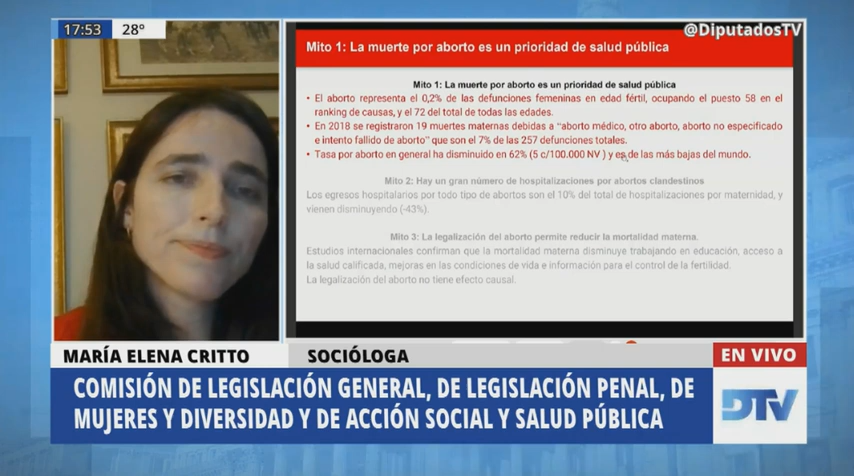 17:53 28°
@DiputadosTV
Mito 1: La muerte por aborto es un prioridad de salud pública
Mito 1: La muerte por aborto es un prioridad de salud pública
• El aborto representa el 0,2% de las defunciones femeninas en edad fértil, ocupando el puesto 58 en el
ranking de causas, y el 72 del total de todas las edades.
• En 2018 se registraron 19 muertes maternas debidas a “aborto médico, otro aborto, aborto no especificado
e intento fallido de aborto” que son el 7% de las 257 defunciones totales.
• Tasa por aborto en general ha disminuido en 62% (5 c/100.000 NV ) y es de las más bajas del mundo.
Mito 2: Hay un gran número de hospitalizaciones por abortos clandestinos
Los egresos hospitalarios por todo tipo de abortos son el 10% del total de hospitalizaciones por maternidad, y
vienen disminuyendo (-43%).
Mito 3: La legalización del aborto permite reducir la mortalidad materna.
Estudios internacionales confirman que la mortalidad materna disminuye trabajando en educación, acceso a
la salud calificada, mejoras en las condiciones de vida e información para el control de la fertilidad.
La legalización del aborto no tiene efecto causal.
MARÍA ELENA CRITTO
SOCIÓLOGA
EN VIVO
COMISIÓN DE LEGISLACIÓN GENERAL, DE LEGISLACIÓN PENAL, DE
MUJERES Y DIVERSIDAD Y DE ACCIÓN SOCIAL Y SALUD PÚBLICA
DTV